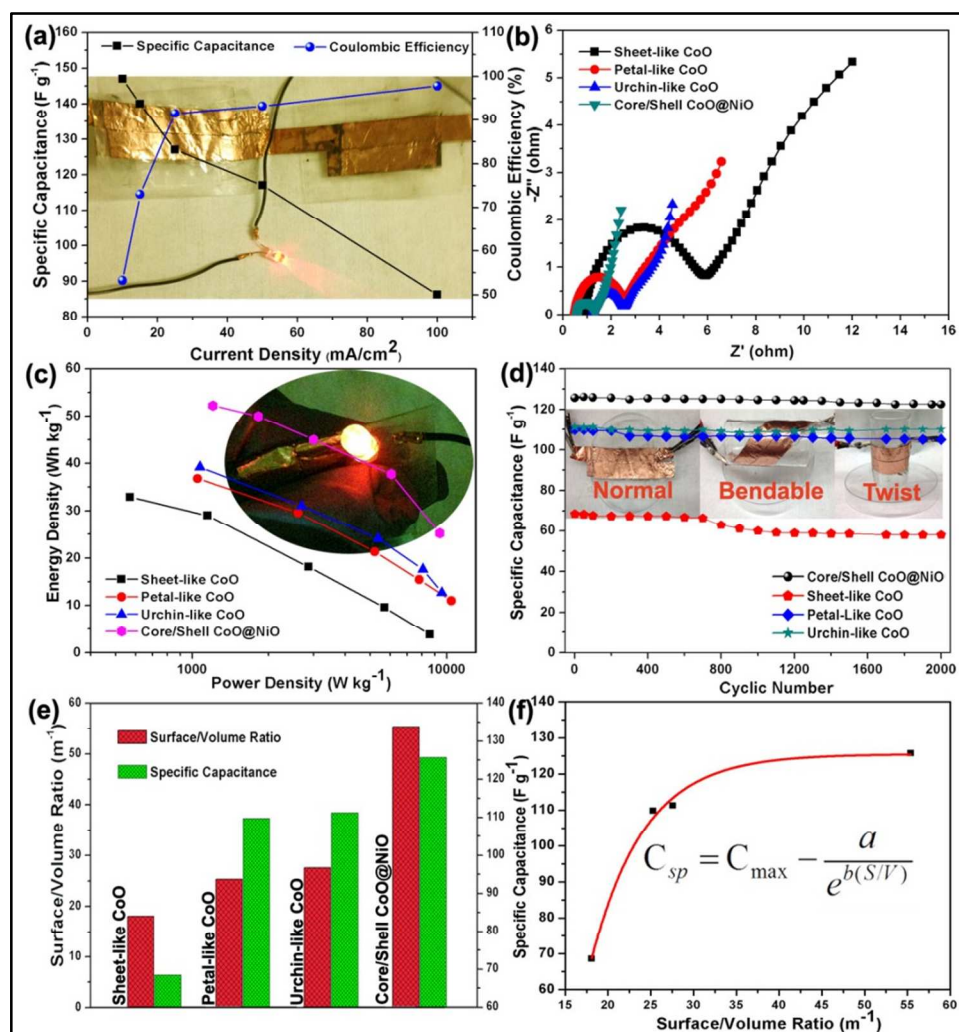 (a)
Specific Capacitance
Coulombic Efficiency
Specific Capacitance(F g-1)
160
150
140
130
120
110
100
90
80
0
20
40
60
80
100
Current Density (mA/cm2)
110
100
90
80
70
60
50
Coulombic Efficiency (%)
(b)
Sheet-like CoO
Petal-like CoO
Urchin-like CoO
Core/Shell CoO@NiO
-Z" (ohm)
6
5
4
3
2
1
0
0
2
4
6
8
10
12
14
16
Z' (ohm)
(c)
Energy Density (Wh kg-1)
60
50
40
30
20
10
0
Sheet-like CoO
Petal-like CoO
Urchin-like CoO
Core/Shell CoO@NiO
1000
10000
Power Density (W kg-1)
(d)
Specific Capacitance (F g-1)
140
120
100
80
60
40
20
0
Normal
Bendable
Twist
Core/Shell CoO@NiO
Sheet-like CoO
Petal-Like CoO
Urchin-like CoO
0
400
800
1200
1600
2000
Cyclic Number
(e)
Surface/Volume Ratio (m-1)
60
50
40
30
20
10
0
Surface/Volume Ratio
Specific Capacitance
Sheet-like CoO
Petal-like CoO
Urchin-like CoO
Core/Shell CoO@NiO
140
130
120
110
100
90
80
70
60
(f)
Specific Capacitance (F g-1)
140
130
120
110
100
90
80
70
60
Csp = Cmax - a / e b(S/V)
15
20
25
30
35
40
45
50
55
60
Surface/Volume Ratio (m-1)